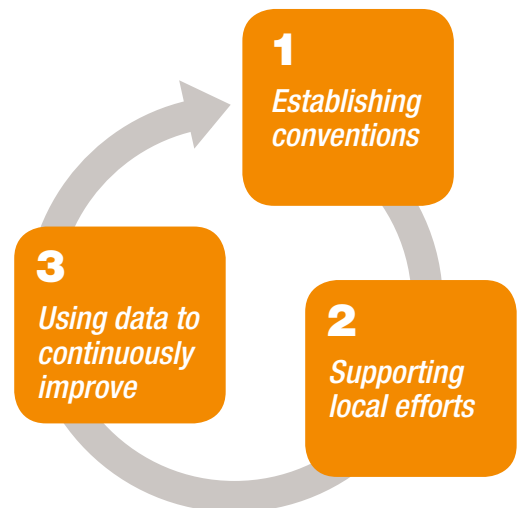 1
Establishing
conventions
2
Supporting
local efforts
3
Using data to
continuously
improve